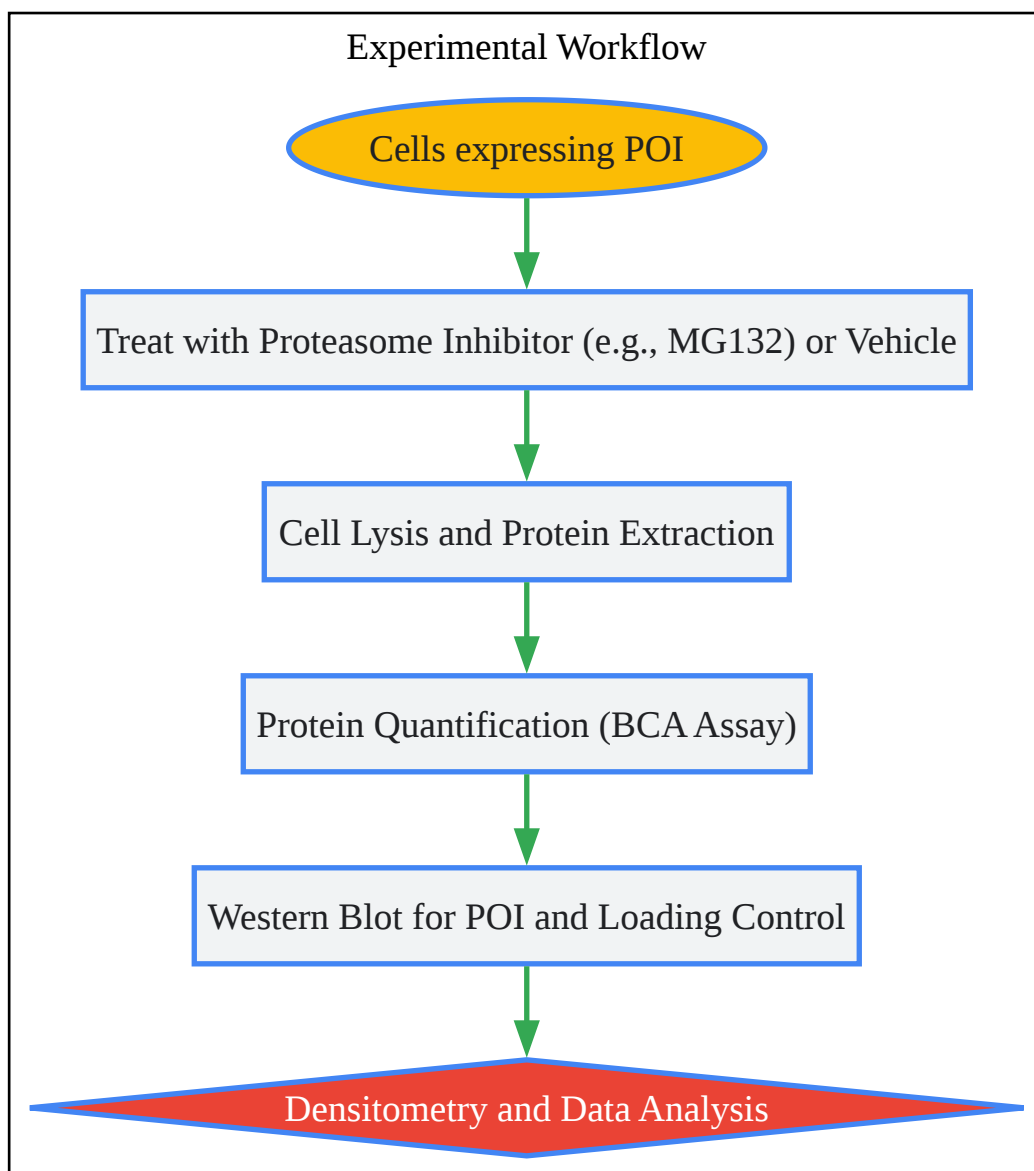 Experimental Workflow
Cells expressing POI
Treat with Proteasome Inhibitor (e.g., MG132) or Vehicle
Cell Lysis and Protein Extraction
Protein Quantification (BCA Assay)
Western Blot for POI and Loading Control
Densitometry and Data Analysis